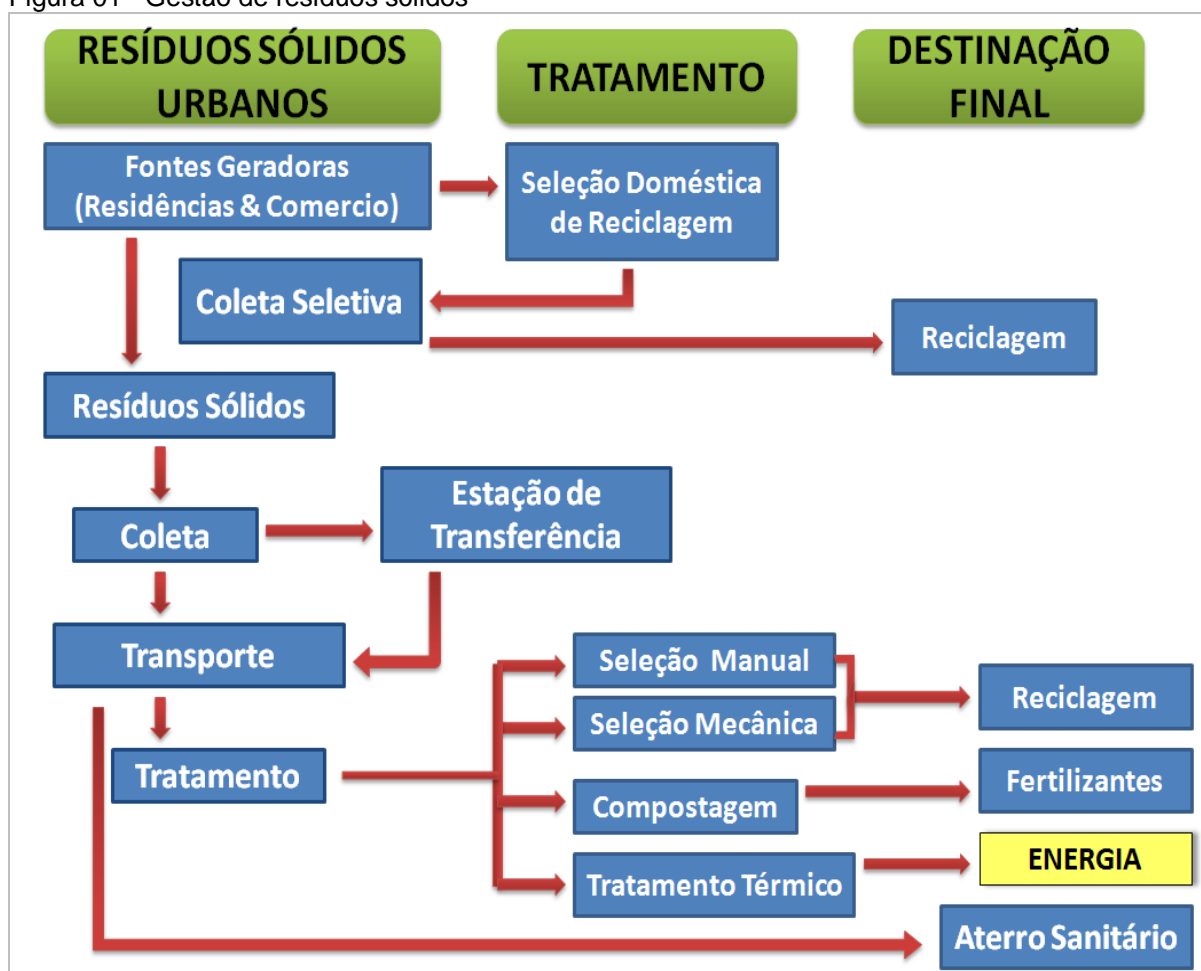 Figura 01 - Gestão de resíduos sólidos
RESÍDUOS SÓLIDOS
URBANOS
TRATAMENTO
DESTINAÇÃO
FINAL
Fontes Geradoras
(Residências & Comercio)
Seleção Doméstica
de Reciclagem
Coleta Seletiva
Reciclagem
Resíduos Sólidos
Estação de
Transferência
Coleta
Transporte
Seleção Manual
Seleção Mecânica
Reciclagem
Tratamento
Compostagem
Fertilizantes
Tratamento Térmico
ENERGIA
Aterro Sanitário